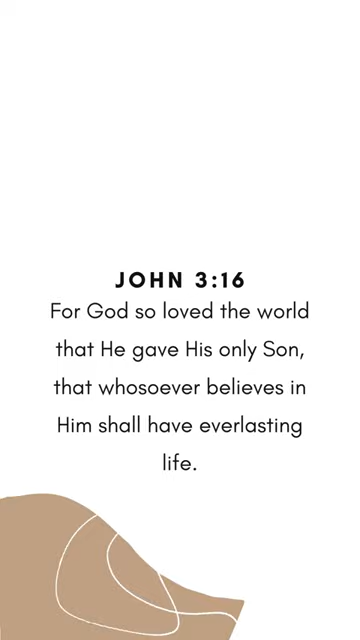 JOHN 3:16
For God so loved the world
that He gave His only Son,
that whosoever believes in
Him shall have everlasting
life.